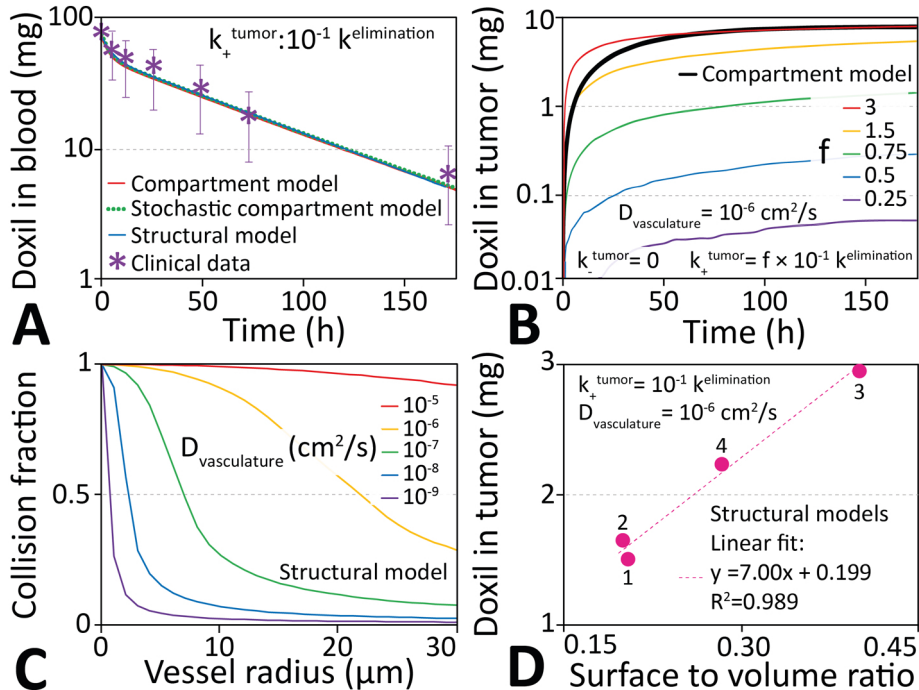 Doxil in blood (mg)
100
10
1
k₊ᵗᵘᵐᵒʳ:10⁻¹ kᵉˡⁱᵐⁱⁿᵃᵗⁱᵒⁿ
Compartment model
Stochastic compartment model
Structural model
Clinical data
0 50 100 150
Time (h)
A
Doxil in tumor (mg)
10
1
0.1
0.01
Compartment model
f
3
1.5
0.75
0.5
0.25
Dvasculature = 10⁻⁶ cm²/s
k₋ᵗᵘᵐᵒʳ= 0 k₊ᵗᵘᵐᵒʳ= f × 10⁻¹ kᵉˡⁱᵐⁱⁿᵃᵗⁱᵒⁿ
0 50 100 150
Time (h)
B
Collision fraction
1
0.5
0
Dvasculature (cm²/s)
10⁻⁵
10⁻⁶
10⁻⁷
10⁻⁸
10⁻⁹
Structural model
0 10 20 30
Vessel radius (μm)
C
Doxil in tumor (mg)
3
2
1
k₊ᵗᵘᵐᵒʳ= 10⁻¹ kᵉˡⁱᵐⁱⁿᵃᵗⁱᵒⁿ
Dvasculature = 10⁻⁶ cm²/s
3
4
2
1
Structural models
Linear fit:
y =7.00x + 0.199
R²=0.989
0.15 0.30 0.45
Surface to volume ratio
D